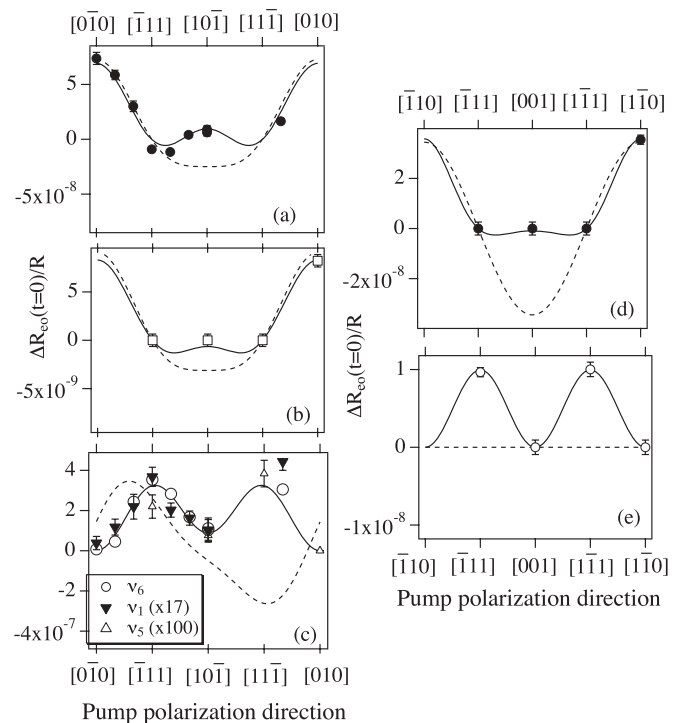 [01̄0] [1̄11] [101̄] [111̄] [010]
5
0
-5x10⁻⁸
(a)
5
0
-5x10⁻⁹
(b)
ΔR_eo(t=0)/R
4
2
0
-2
-4x10⁻⁷
ν₆
ν₁ (x17)
ν₅ (x100)
(c)
[01̄0] [1̄11] [101̄] [111̄] [010]
Pump polarization direction
[1̄10] [1̄11] [001] [11̄1] [11̄0]
2
0
-2x10⁻⁸
(d)
ΔR_eo(t=0)/R
1
0
-1x10⁻⁸
(e)
[1̄10] [1̄11] [001] [11̄1] [11̄0]
Pump polarization direction